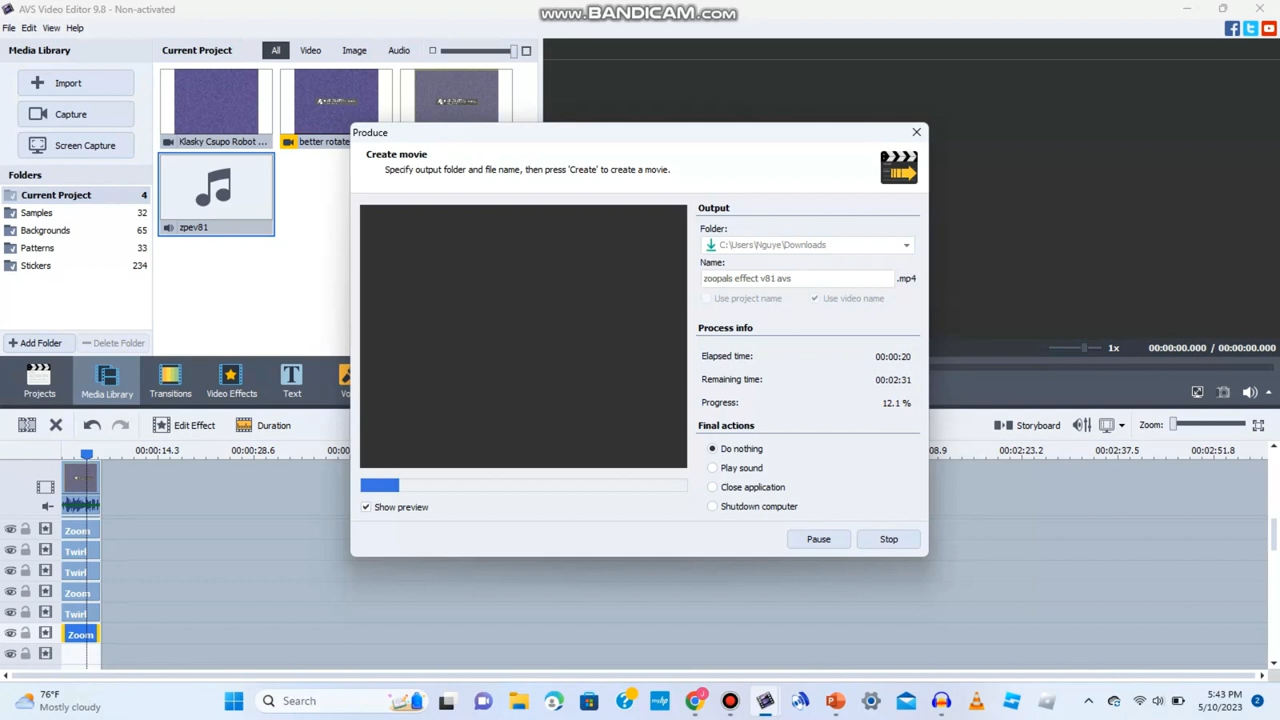 AVS Video Editor 9.8 - Non-activated
www.BANDICAM.com
File Edit View Help
Media Library
Current Project
All Video Image Audio
Import
Capture
Screen Capture
Folders
Current Project 4
Samples 32
Backgrounds 65
Patterns 33
Stickers 234
Klasky Csupo Robot ...
better rotate
zpev81
Add Folder
Delete Folder
Projects
Media Library
Transitions
Video Effects
Text
Produce
Create movie
Specify output folder and file name, then press 'Create' to create a movie.
Output
Folder:
C:\Users\Nguye\Downloads
Name:
zoopals effect v81 avs .mp4
Use project name Use video name
Process info
Elapsed time: 00:00:20
Remaining time: 00:02:31
Progress: 12.1 %
Final actions
Do nothing
Play sound
Close application
Shutdown computer
Show preview
Pause
Stop
1x
00:00:00.000 / 00:00:00.000
Edit Effect
Duration
Storyboard
Zoom:
00:00:14.3 00:00:28.6 00:02:23.2 00:02:37.5 00:02:51.8
Zoom
Twirl
Twirl
Zoom
Twirl
Zoom
76°F
Mostly cloudy
Search
5:43 PM
5/10/2023
2